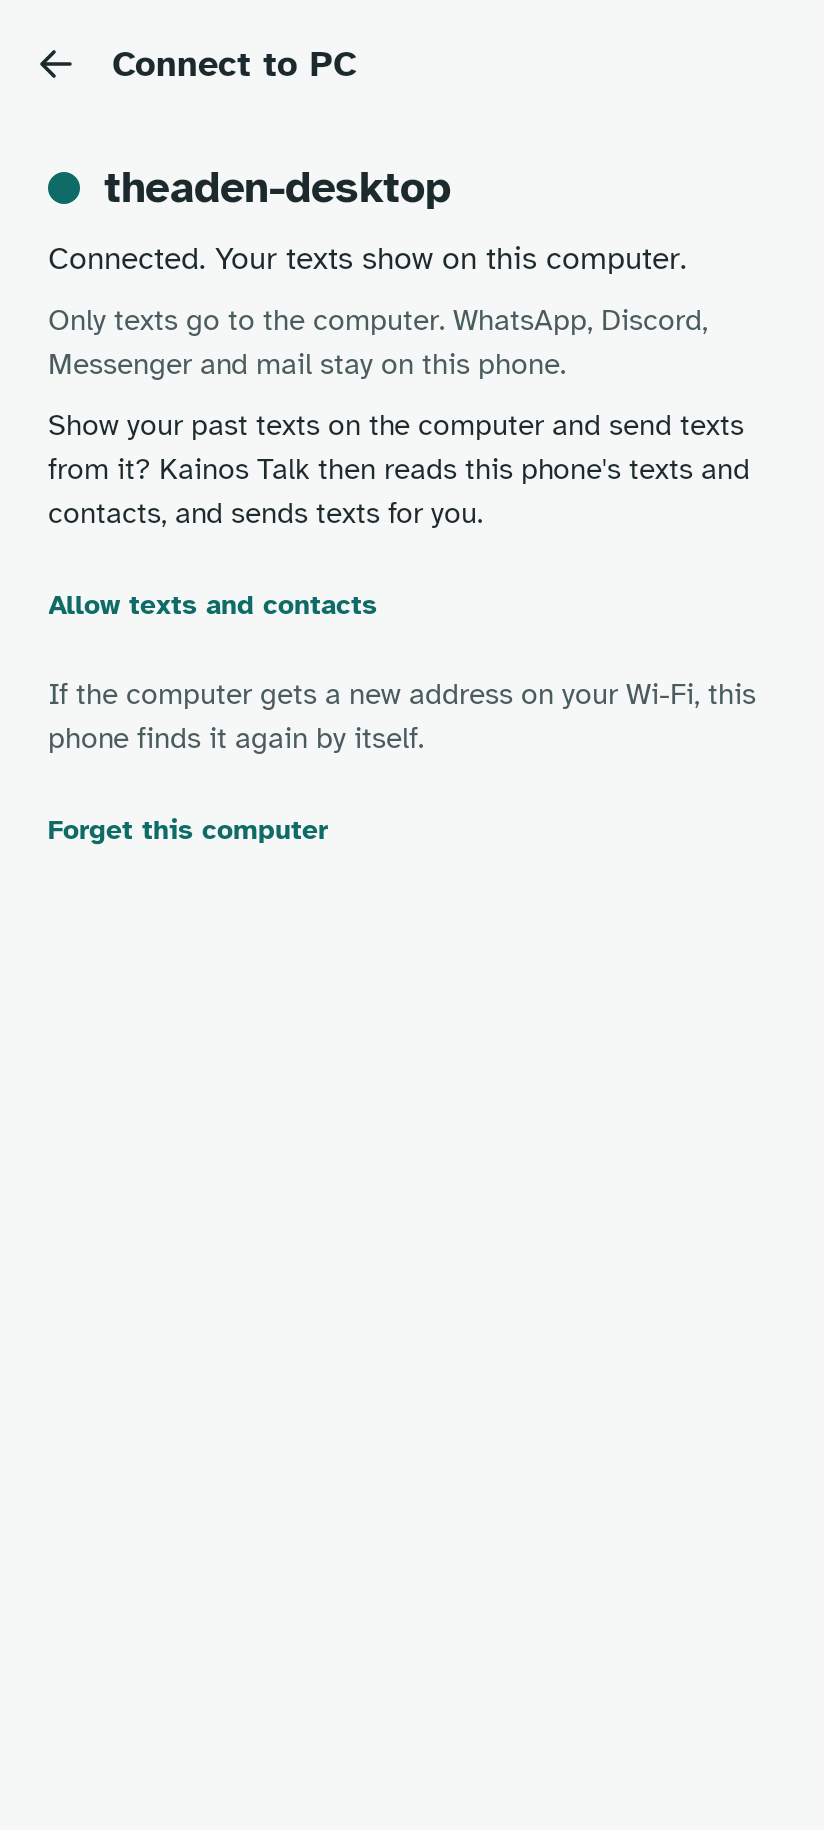 Connect to PC
theaden-desktop
Connected. Your texts show on this computer.
Only texts go to the computer. WhatsApp, Discord,
Messenger and mail stay on this phone.
Show your past texts on the computer and send texts
from it? Kainos Talk then reads this phone's texts and
contacts, and sends texts for you.
Allow texts and contacts
If the computer gets a new address on your Wi-Fi, this
phone finds it again by itself.
Forget this computer